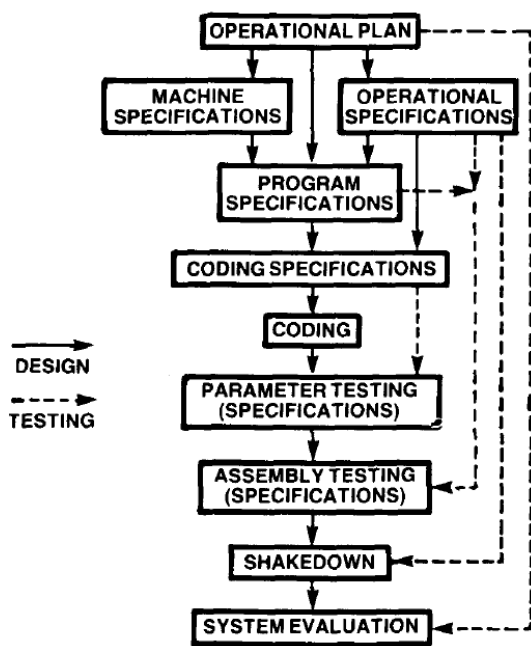 OPERATIONAL PLAN
MACHINE
SPECIFICATIONS
OPERATIONAL
SPECIFICATIONS
PROGRAM
SPECIFICATIONS
CODING SPECIFICATIONS
CODING
DESIGN
TESTING
PARAMETER TESTING
(SPECIFICATIONS)
ASSEMBLY TESTING
(SPECIFICATIONS)
SHAKEDOWN
SYSTEM EVALUATION